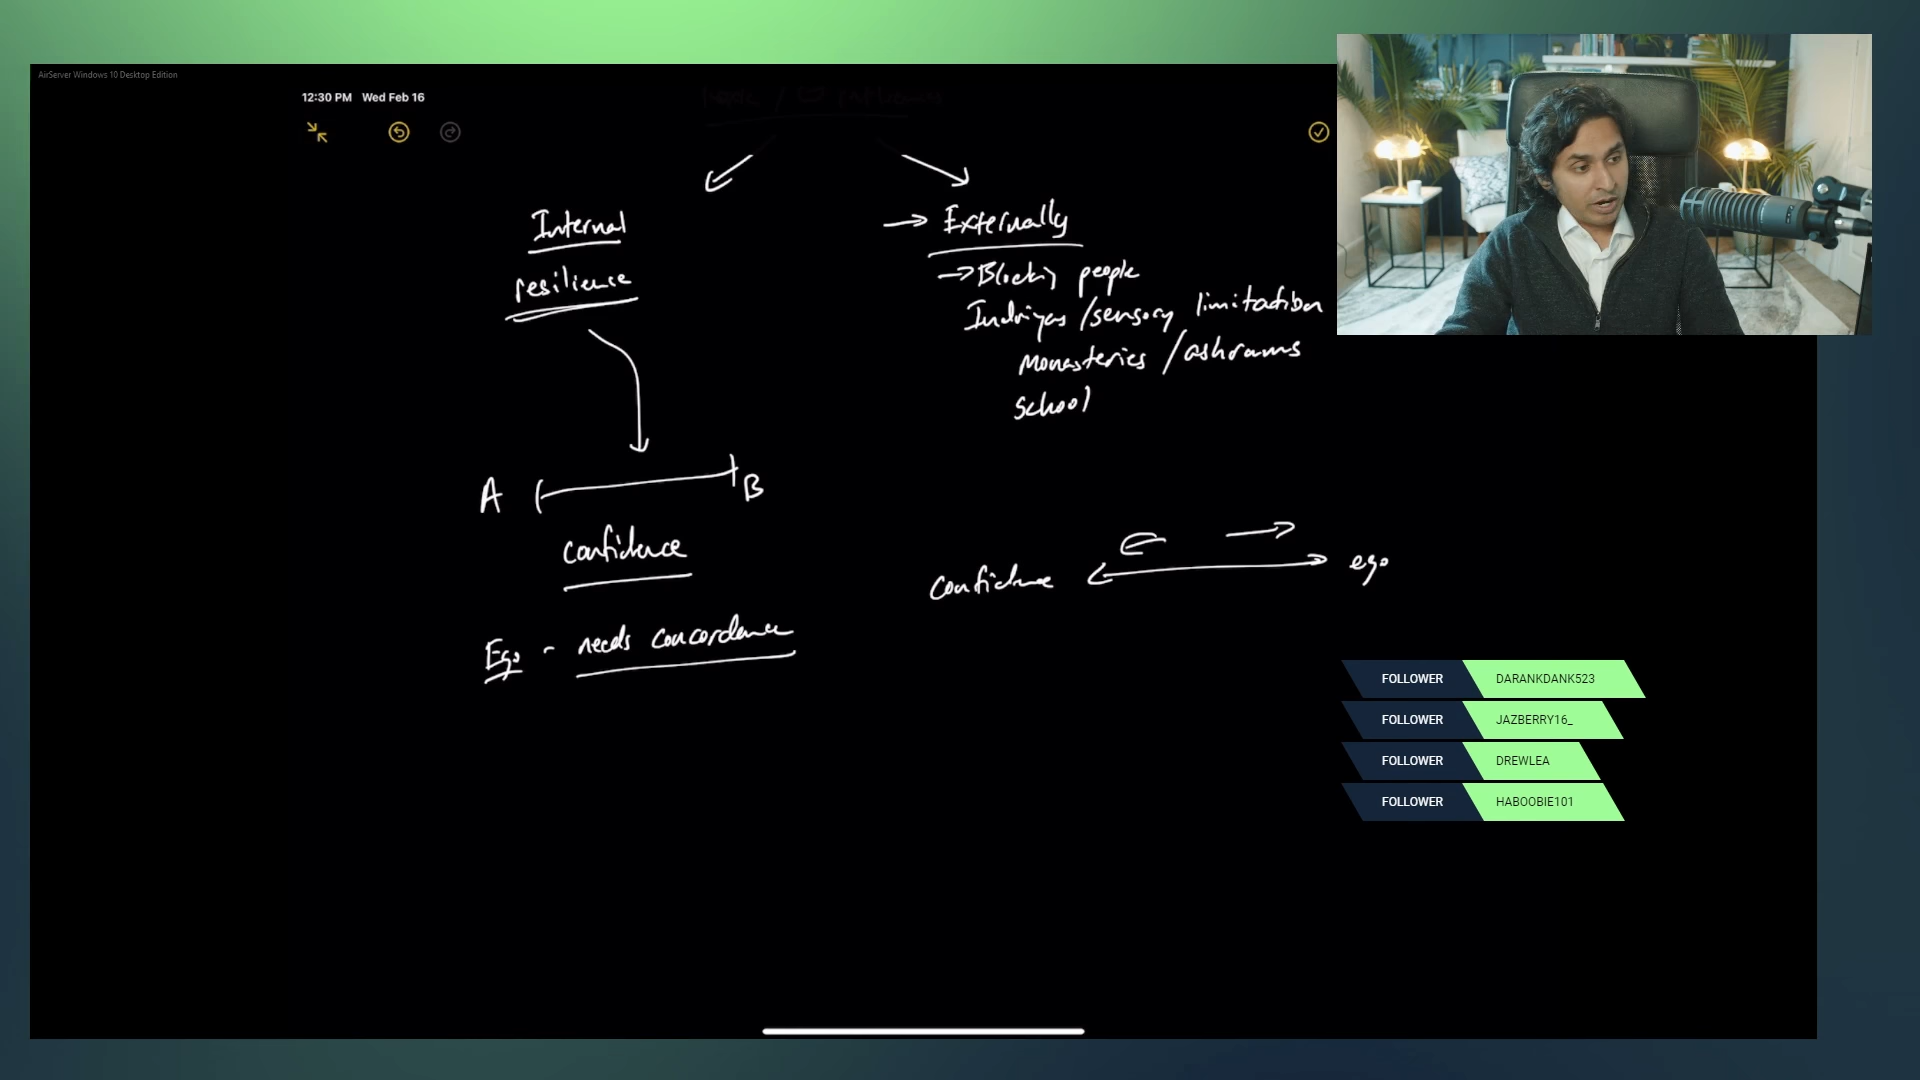 AirServer Windows 10 Desktop Edition
12:30 PM Wed Feb 16
Internal
resilience
→ Externally
→ Blocking people
Indriyas / sensory limitation
Monasteries / ashrams
School
A B
confidence
Ego - needs concordance
confidence ego
FOLLOWER DARANKDANK523
FOLLOWER JAZBERRY16_
FOLLOWER DREWLEA
FOLLOWER HABOOBIE101